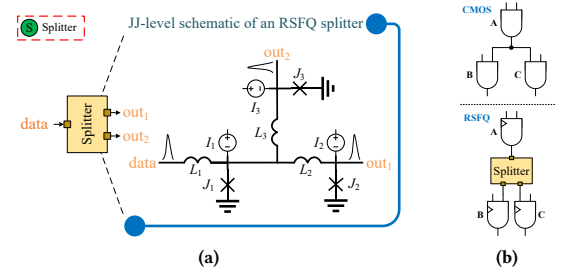 S Splitter
JJ-level schematic of an RSFQ splitter
out2
J3
I3
L3
data
Splitter
out1
out2
I1
I2
data
L1
L2
out1
J1
J2
(a)
CMOS
A
B
C
RSFQ
A
Splitter
B
C
(b)